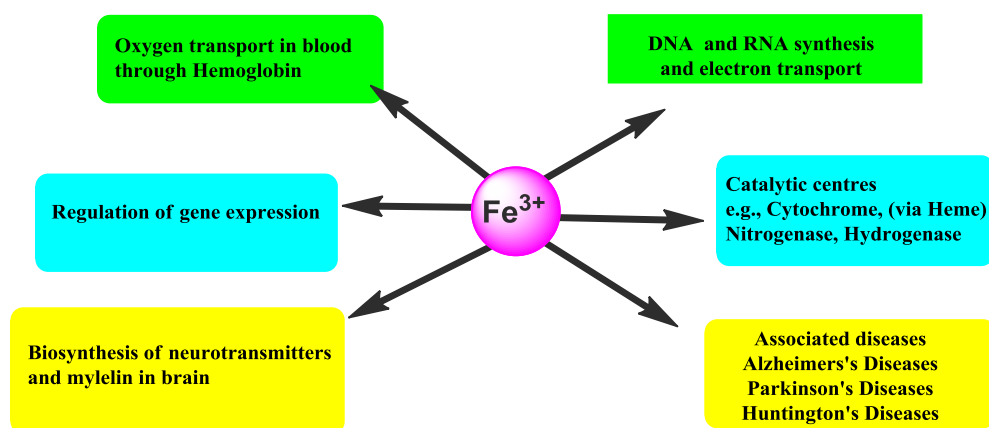 Oxygen transport in blood
through Hemoglobin
DNA and RNA synthesis
and electron transport
Regulation of gene expression
Fe3+
Catalytic centres
e.g., Cytochrome, (via Heme)
Nitrogenase, Hydrogenase
Biosynthesis of neurotransmitters
and mylelin in brain
Associated diseases
Alzheimers's Diseases
Parkinson's Diseases
Huntington's Diseases